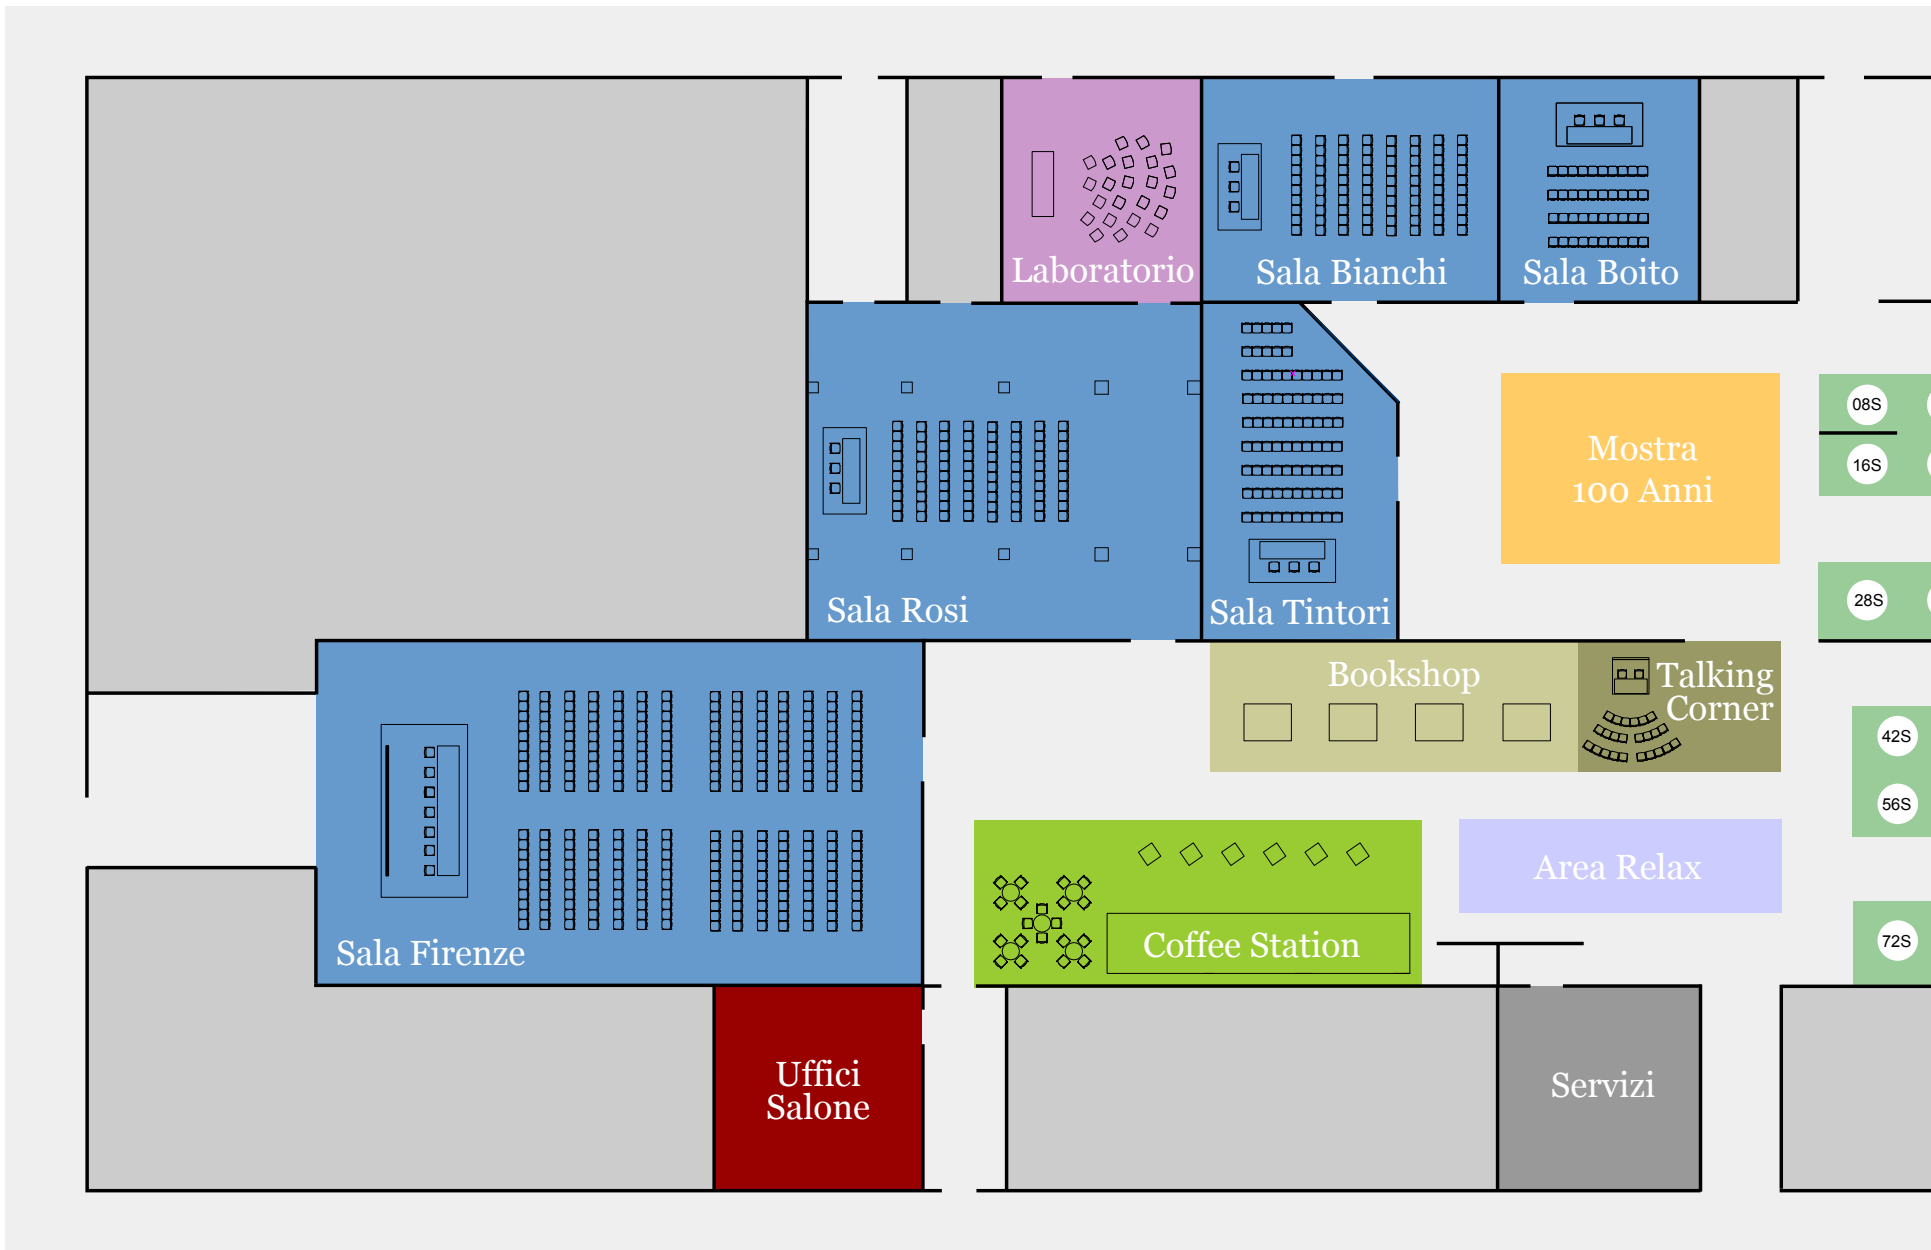 Laboratorio
Sala Bianchi
Sala Boito
Mostra
100 Anni
08S
16S
28S
Sala Rosi
Sala Tintori
Bookshop
Talking
Corner
42S
56S
Area Relax
Sala Firenze
Coffee Station
72S
Uffici
Salone
Servizi